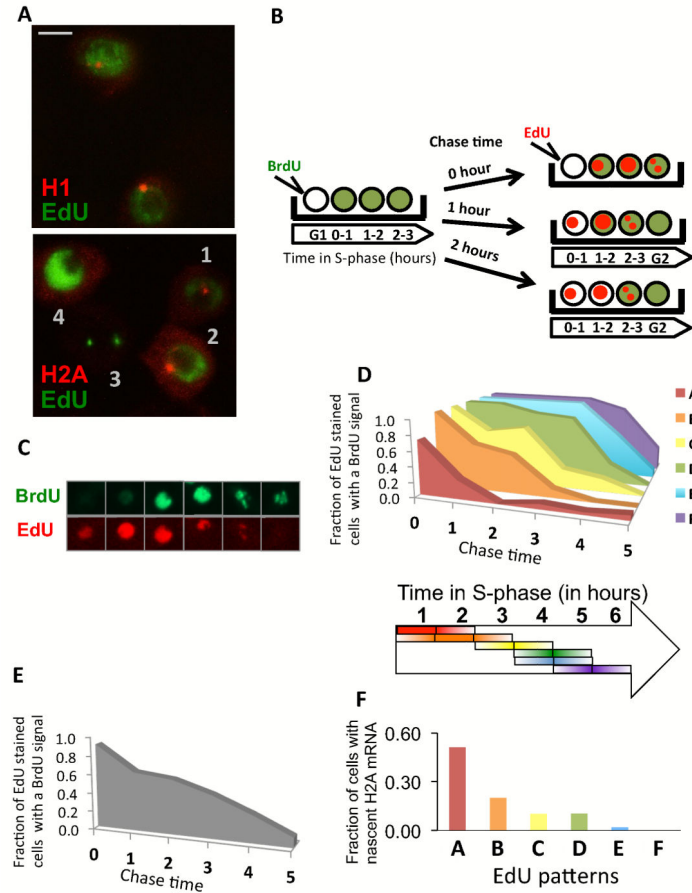 A
H1
EdU
1
4
2
3
H2A
EdU
B
Chase time
EdU
0 hour
BrdU
1 hour
G1 0-1 1-2 2-3
Time in S-phase (hours)
2 hours
0-1 1-2 2-3 G2
0-1 1-2 2-3 G2
C
BrdU
EdU
D
Fraction of EdU stained
cells with a BrdU signal
1.0
0.8
0.6
0.4
0.2
0.0
0
1
2
3
4
5
Chase time
A
Time in S-phase (in hours)
1 2 3 4 5 6
E
Fraction of EdU stained
cells with a BrdU signal
1.0
0.8
0.6
0.4
0.2
0.0
0
1
2
3
4
5
Chase time
F
Fraction of cells with
nascent H2A mRNA
0.60
0.30
0.00
A B C D E F
EdU patterns